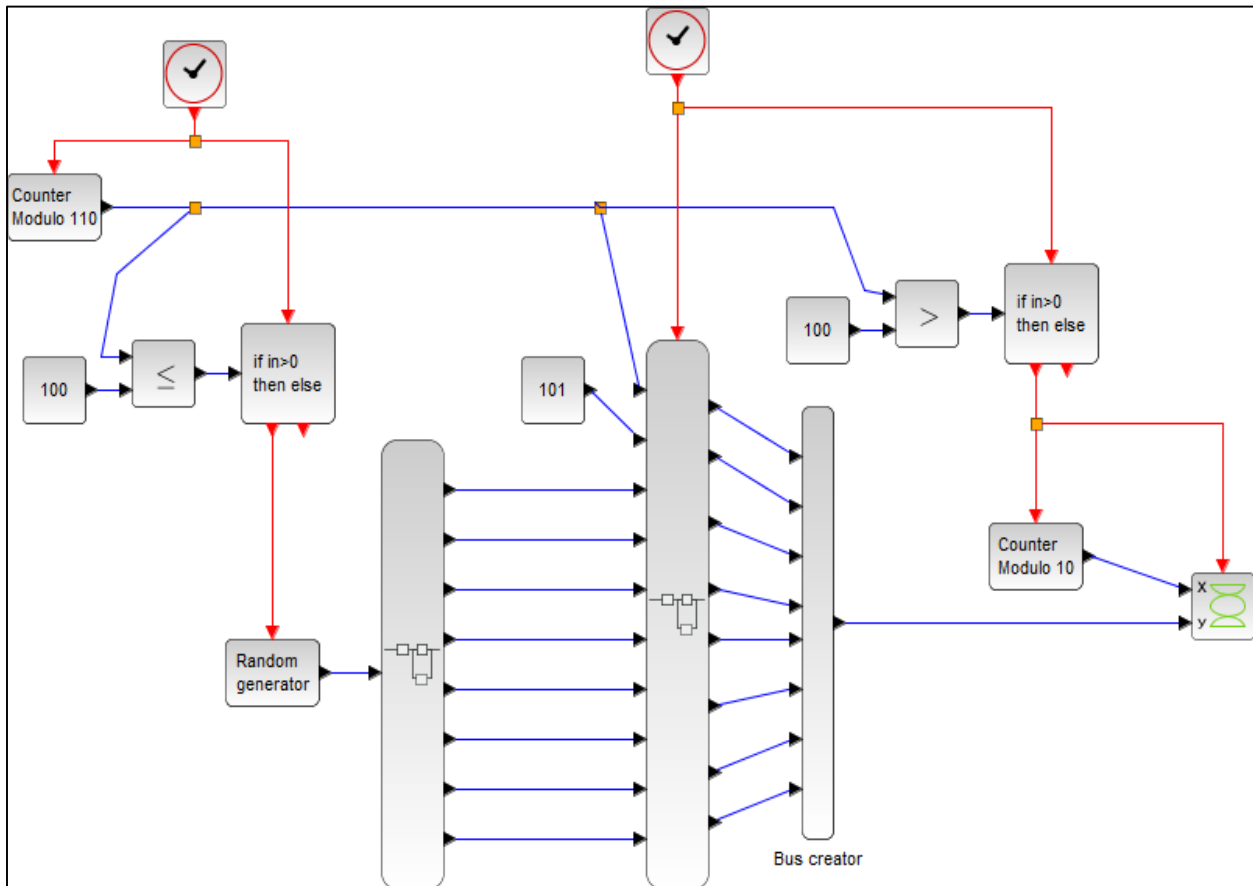 Counter
Modulo 110
100
≤
if in>0
then else
101
100
>
if in>0
then else
Counter
Modulo 10
X
y
Random
generator
Bus creator